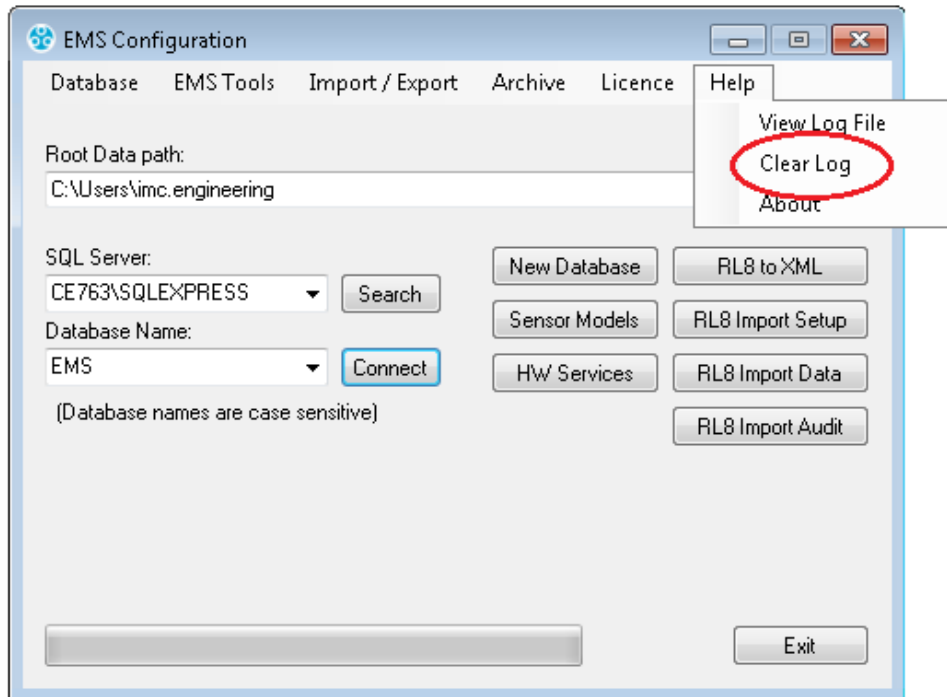 EMS Configuration
Database EMS Tools Import / Export Archive Licence Help
View Log File
Clear Log
About
Root Data path:
C:\Users\imc.engineering
SQL Server:
CE763\SQLEXPRESS Search
Database Name:
EMS Connect
(Database names are case sensitive)
New Database RL8 to XML
Sensor Models RL8 Import Setup
HW Services RL8 Import Data
RL8 Import Audit
Exit